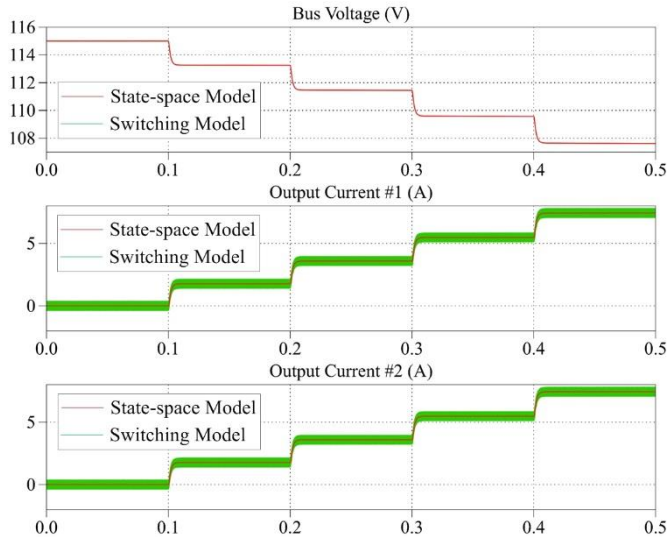 Bus Voltage (V)
116
114
112
110
108
State-space Model
Switching Model
0.0 0.1 0.2 0.3 0.4 0.5
Output Current #1 (A)
5
0
State-space Model
Switching Model
0.0 0.1 0.2 0.3 0.4 0.5
Output Current #2 (A)
5
0
State-space Model
Switching Model
0.0 0.1 0.2 0.3 0.4 0.5